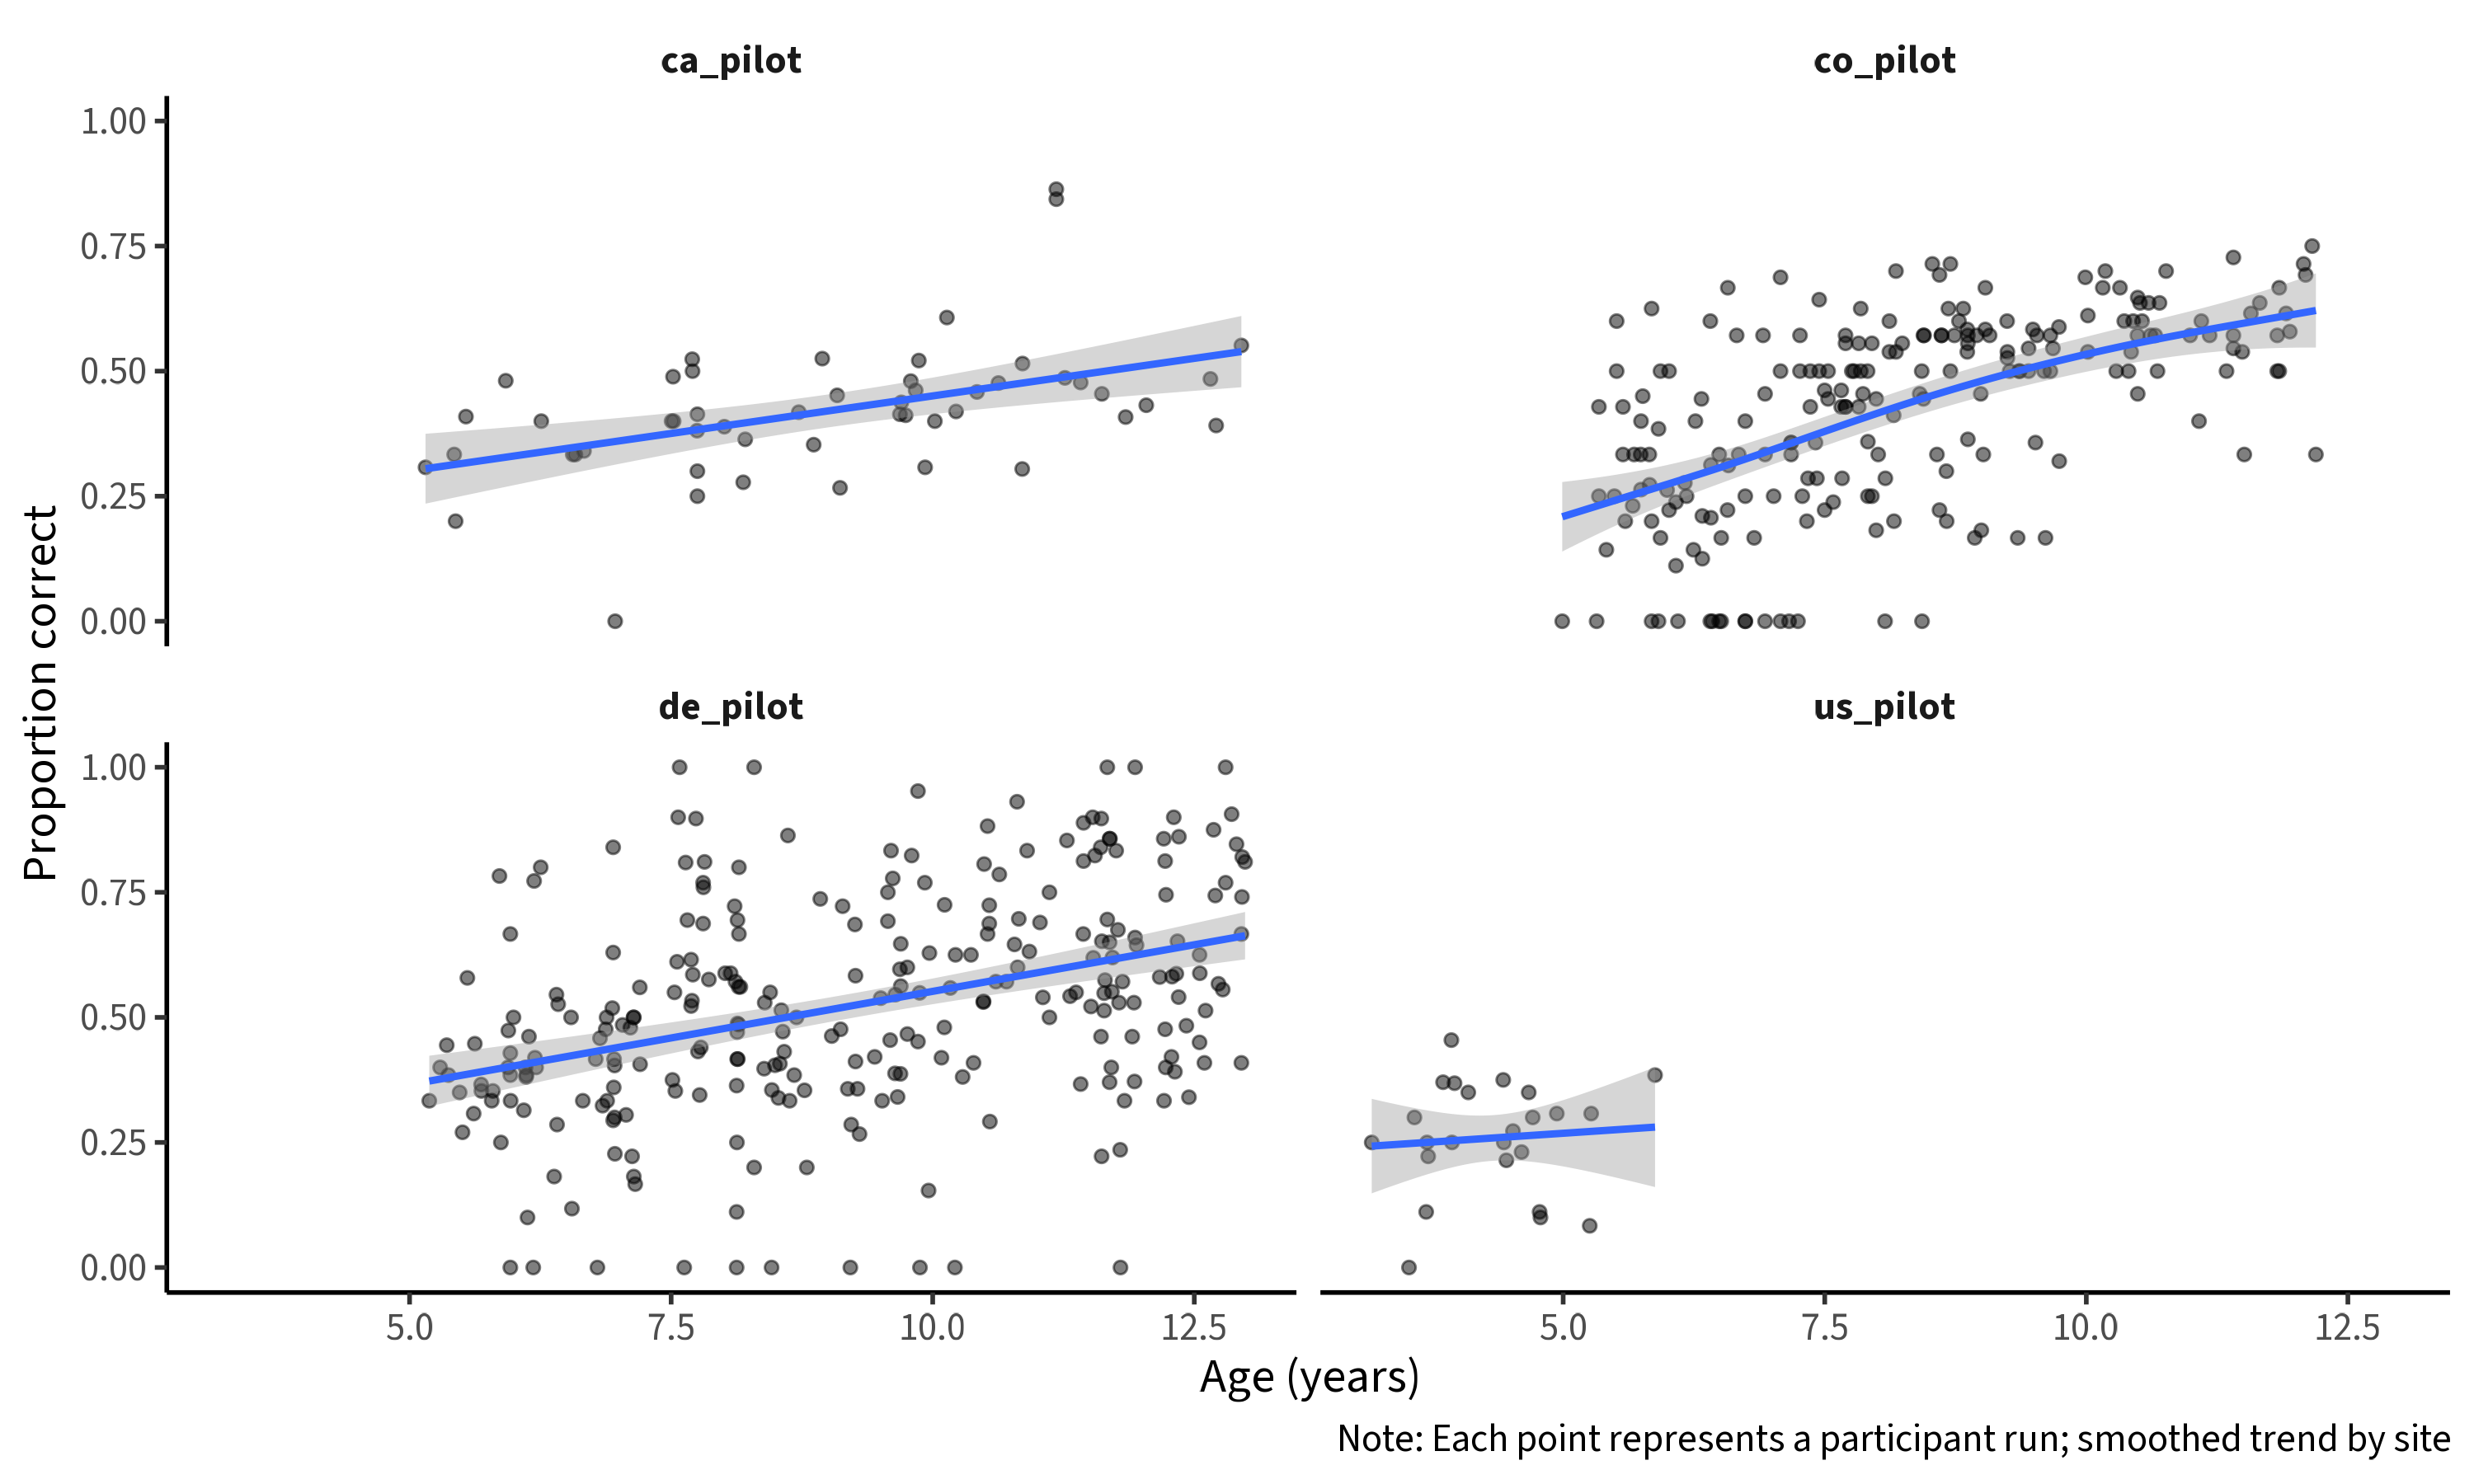 ca_pilot
co_pilot
1.00
0.75
0.50
0.25
0.00
de_pilot
us_pilot
1.00
0.75
0.50
0.25
0.00
Proportion correct
5.0 7.5 10.0 12.5
5.0 7.5 10.0 12.5
Age (years)
Note: Each point represents a participant run; smoothed trend by site